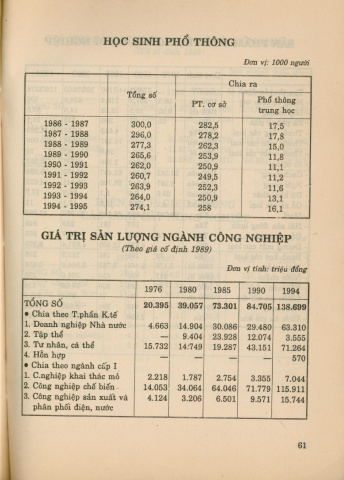 HỌC SINH PHỔ THÔNG
Đơn vị: 1000 người
Tổng số
Chia ra
PT. cơ sở
Phổ thông
trung học
1986 - 1987 300,0 282,5 17,5
1987 - 1988 296,0 278,2 17,8
1988 - 1989 277,3 262,3 15,0
1989 - 1990 265,6 253,9 11,8
1990 - 1991 262,0 250,9 11,1
1991 - 1992 260,7 249,5 11,2
1992 - 1993 263,9 252,3 11,6
1993 - 1994 264,0 250,9 13,1
1994 - 1995 274,1 258 16,1
GIÁ TRỊ SẢN LƯỢNG NGÀNH CÔNG NGHIỆP
(Theo giá cố định 1989)
Đơn vị tính: triệu đồng
1976 1980 1985 1990 1994
TỔNG SỐ 20.395 39.057 73.301 84.705 138.699
• Chia theo T.phần K.tế
1. Doanh nghiệp Nhà nước 4.663 14.904 30.086 29.480 63.310
2. Tập thể — 9.404 23.928 12.074 3.555
3. Tư nhân, cá thể 15.732 14.749 19.287 43.151 71.264
4. Hỗn hợp — — — — 570
• Chia theo ngành cấp I
1. C.nghiệp khai thác mỏ 2.218 1.787 2.754 3.355 7.044
2. Công nghiệp chế biến 14.053 34.064 64.046 71.779 115.911
3. Công nghiệp sản xuất và 4.124 3.206 6.501 9.571 15.744
phân phối điện, nước
61